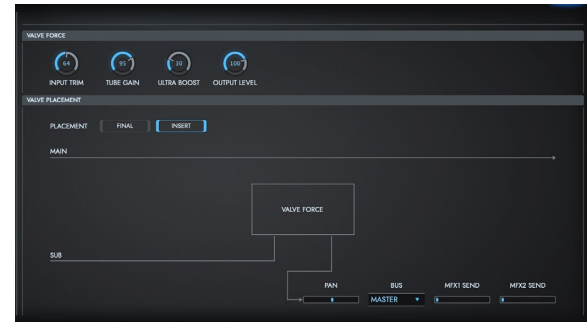 VALVE FORCE
64 95 30 100
INPUT TRIM TUBE GAIN ULTRA BOOST OUTPUT LEVEL
VALVE PLACEMENT
PLACEMENT FINAL INSERT
MAIN
VALVE FORCE
SUB
PAN BUS MFX1 SEND MFX2 SEND
MASTER